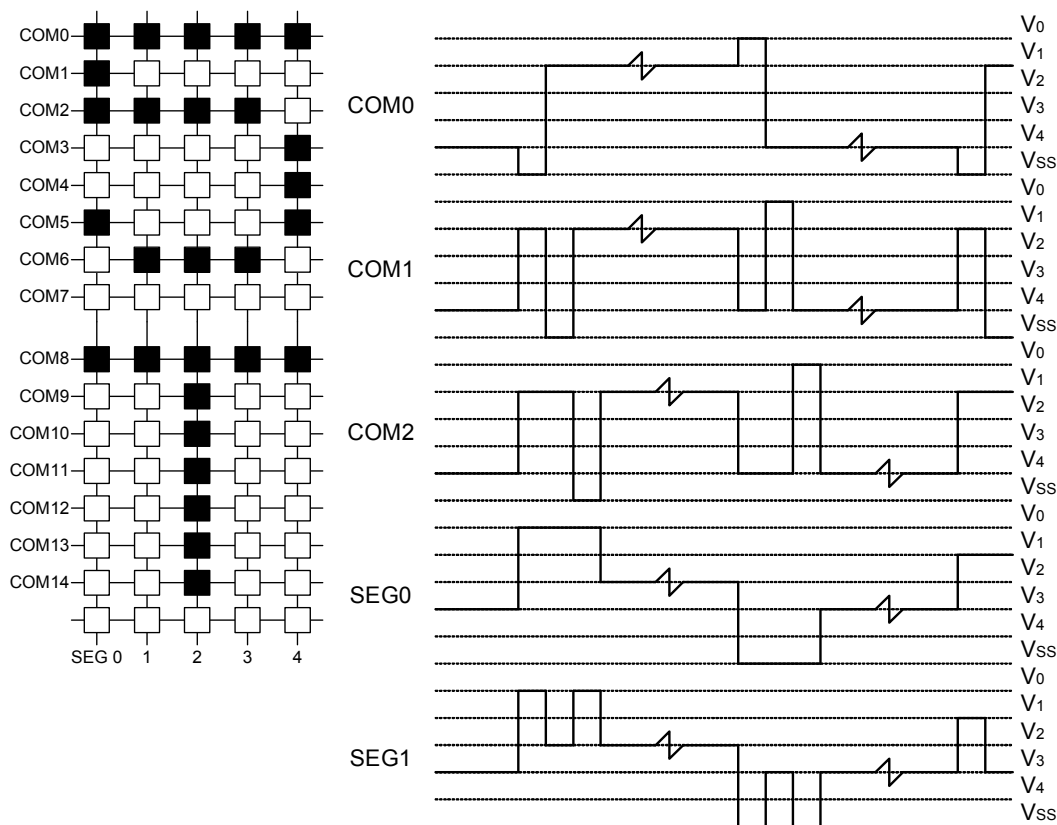 COM0
COM1
COM2
COM3
COM4
COM5
COM6
COM7
COM8
COM9
COM10
COM11
COM12
COM13
COM14
SEG 0 1 2 3 4
COM0
V0
V1
V2
V3
V4
VSS
COM1
V0
V1
V2
V3
V4
VSS
COM2
V0
V1
V2
V3
V4
VSS
SEG0
V0
V1
V2
V3
V4
VSS
SEG1
V0
V1
V2
V3
V4
VSS